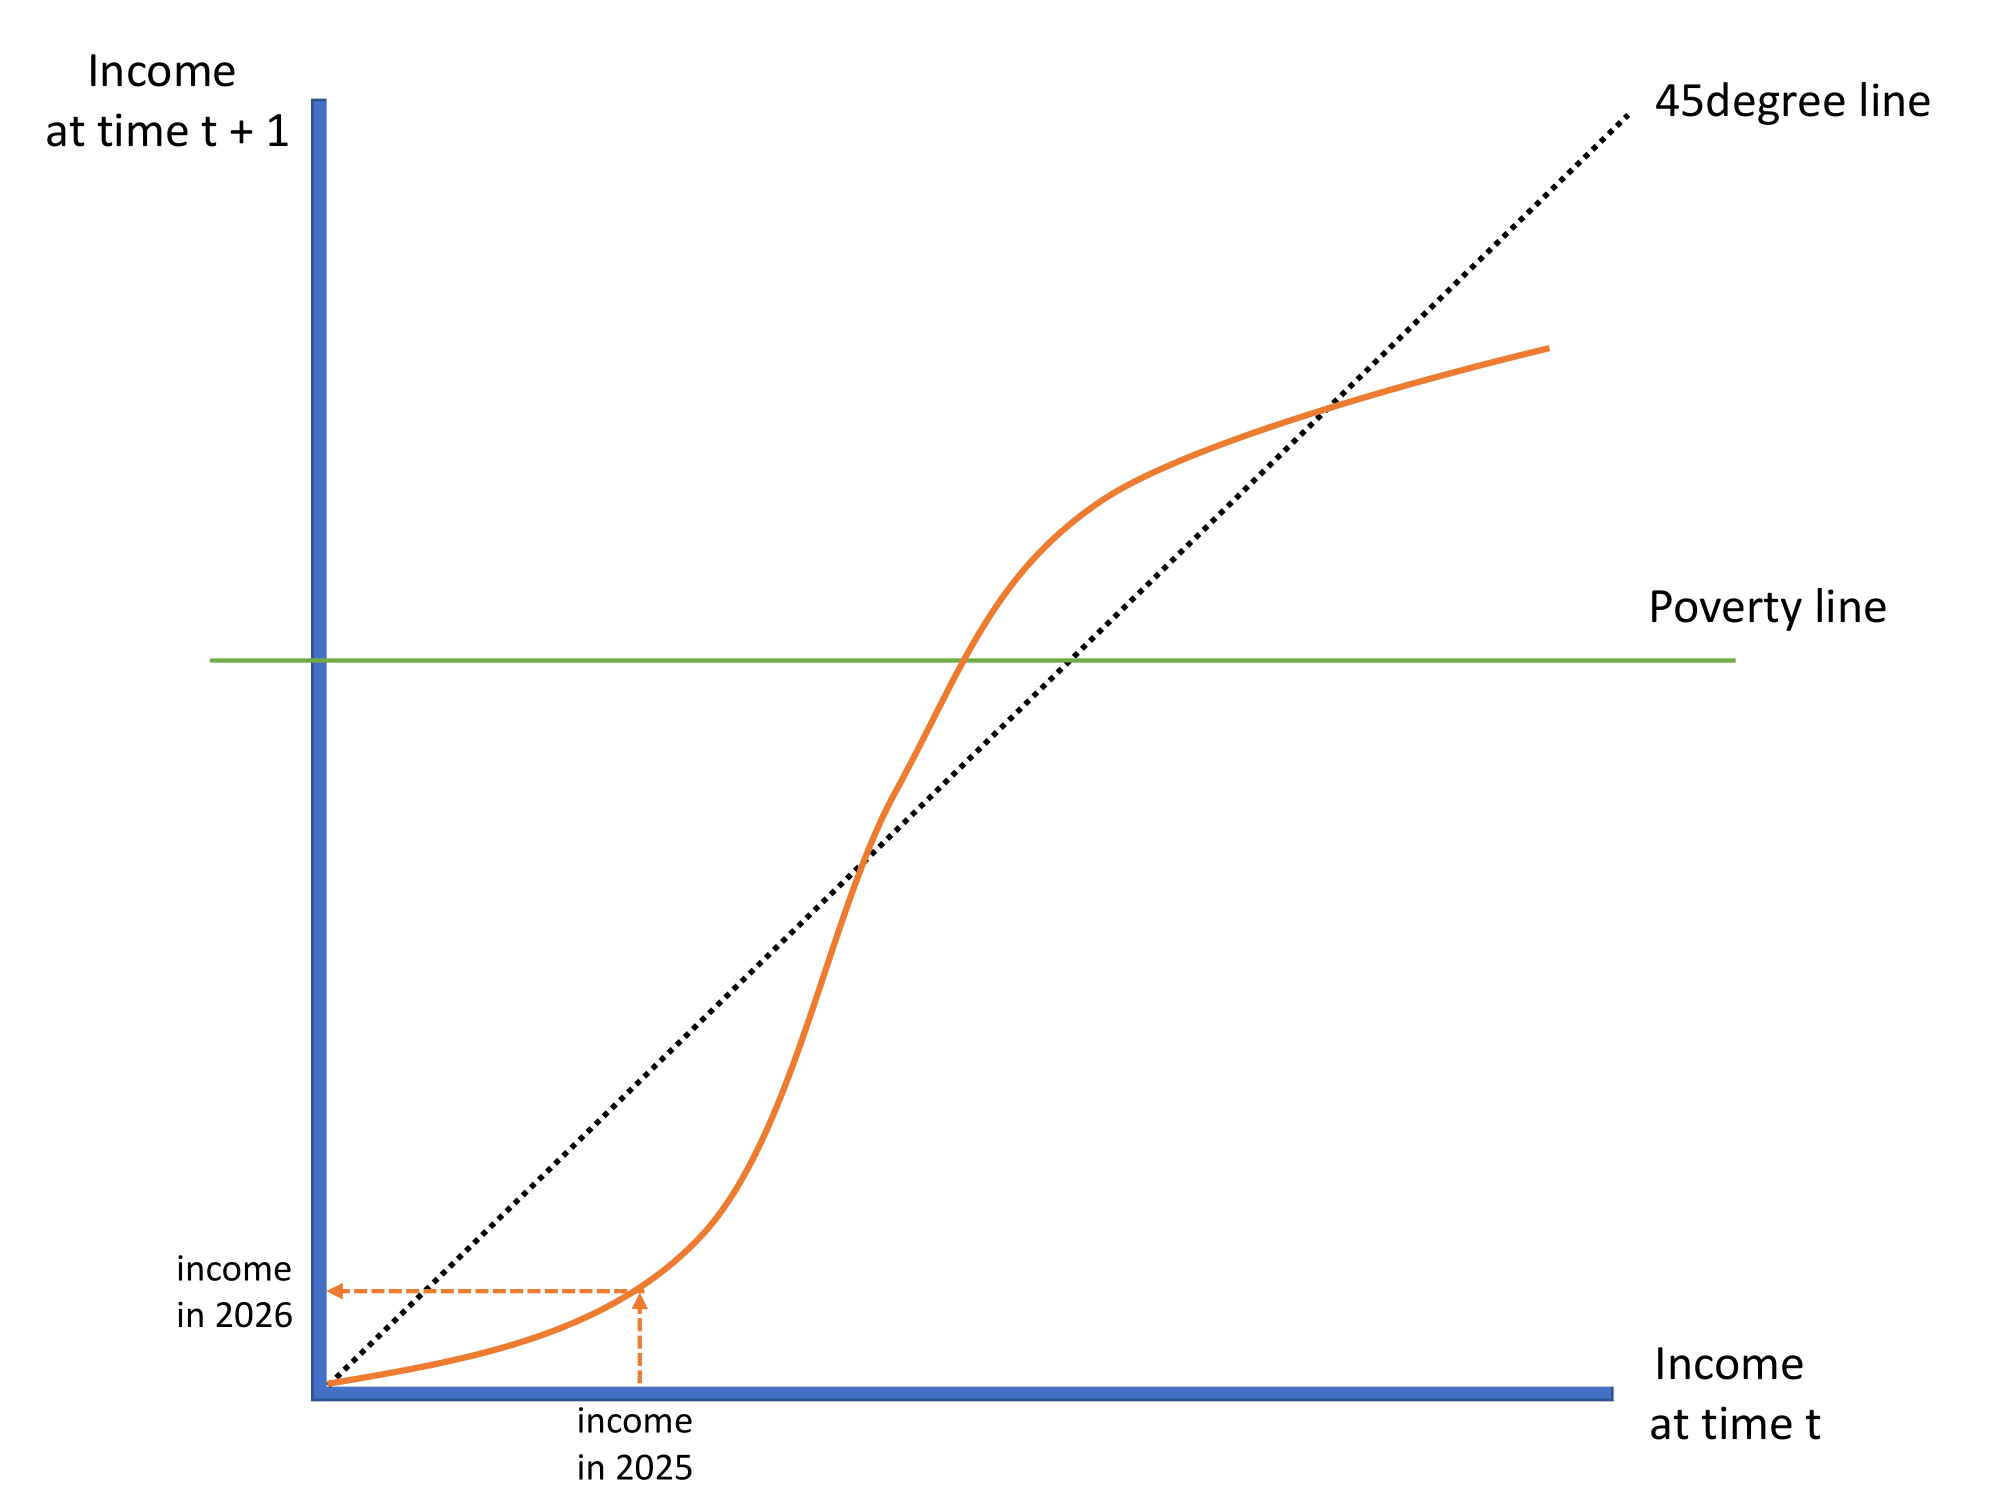 Income
at time t + 1
45degree line
Poverty line
income
in 2026
Income
at time t
income
in 2025